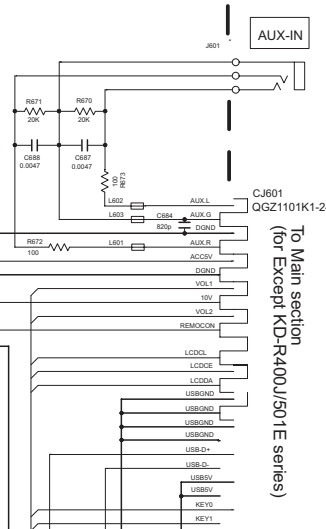 AUX-IN
J601
R671
20K
R670
20K
C688
0.0047
C687
0.0047
100
R673
L602
AUX.L
CJ601
QGZ1101K1-2
L603
C684
AUX.G
820p
DGND
R672
100
L601
AUX.R
ACC5V
DGND
VOL1
10V
VOL2
REMOCON
LCDCL
LCDCE
LCDDA
USBGND
USBGND
USBGND
USBGND
USB-D+
USB-D-
USB5V
USB5V
KEY0
KEY1
To Main section
(for Except KD-R400J/501E series)